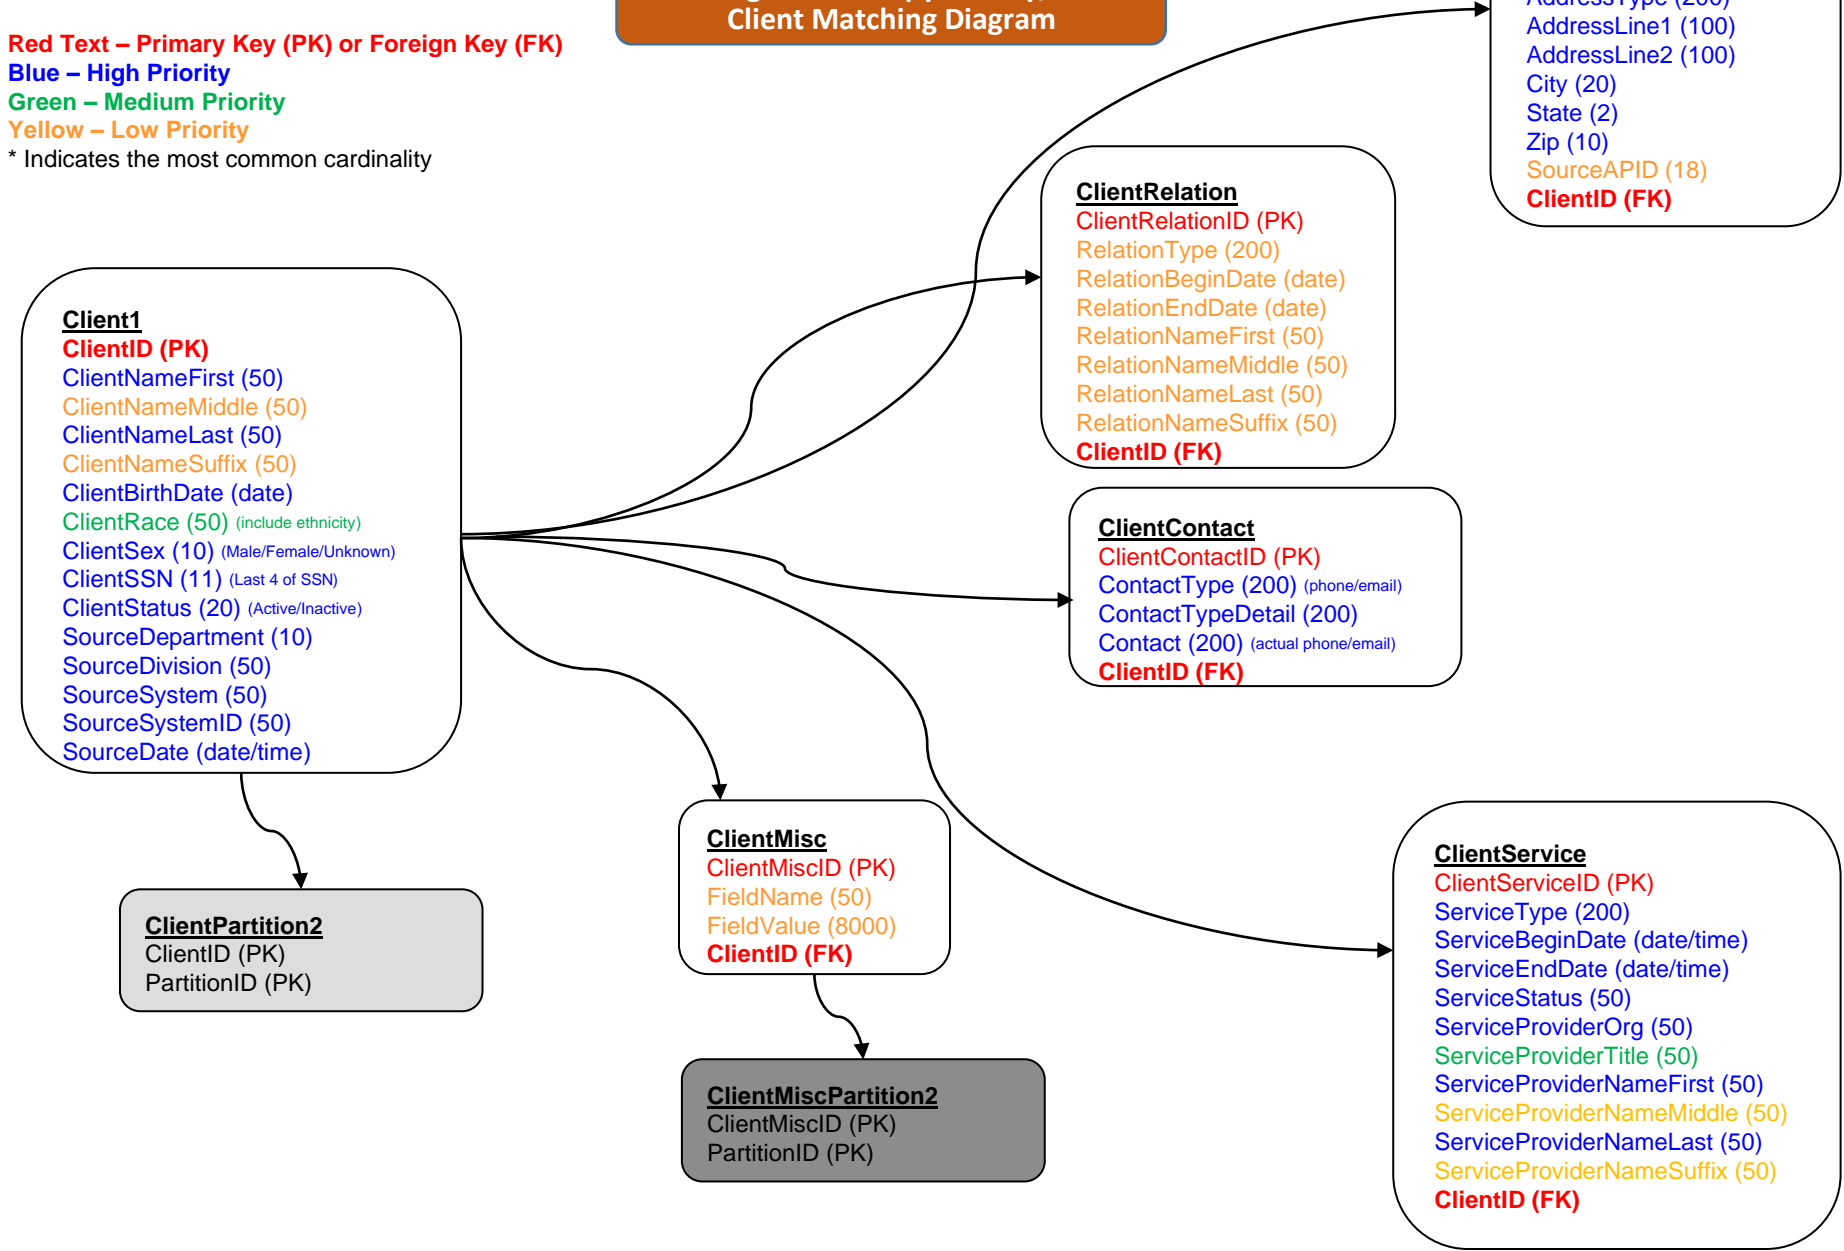 Client Matching Diagram
Red Text – Primary Key (PK) or Foreign Key (FK)
Blue – High Priority
Green – Medium Priority
Yellow – Low Priority
* Indicates the most common cardinality
AddressType (200)
AddressLine1 (100)
AddressLine2 (100)
City (20)
State (2)
Zip (10)
SourceAPID (18)
ClientID (FK)
ClientRelation
ClientRelationID (PK)
RelationType (200)
RelationBeginDate (date)
RelationEndDate (date)
RelationNameFirst (50)
RelationNameMiddle (50)
RelationNameLast (50)
RelationNameSuffix (50)
ClientID (FK)
Client1
ClientID (PK)
ClientNameFirst (50)
ClientNameMiddle (50)
ClientNameLast (50)
ClientNameSuffix (50)
ClientBirthDate (date)
ClientRace (50) (include ethnicity)
ClientSex (10) (Male/Female/Unknown)
ClientSSN (11) (Last 4 of SSN)
ClientStatus (20) (Active/Inactive)
SourceDepartment (10)
SourceDivision (50)
SourceSystem (50)
SourceSystemID (50)
SourceDate (date/time)
ClientContact
ClientContactID (PK)
ContactType (200) (phone/email)
ContactTypeDetail (200)
Contact (200) (actual phone/email)
ClientID (FK)
ClientMisc
ClientMiscID (PK)
FieldName (50)
FieldValue (8000)
ClientID (FK)
ClientPartition2
ClientID (PK)
PartitionID (PK)
ClientMiscPartition2
ClientMiscID (PK)
PartitionID (PK)
ClientService
ClientServiceID (PK)
ServiceType (200)
ServiceBeginDate (date/time)
ServiceEndDate (date/time)
ServiceStatus (50)
ServiceProviderOrg (50)
ServiceProviderTitle (50)
ServiceProviderNameFirst (50)
ServiceProviderNameMiddle (50)
ServiceProviderNameLast (50)
ServiceProviderNameSuffix (50)
ClientID (FK)